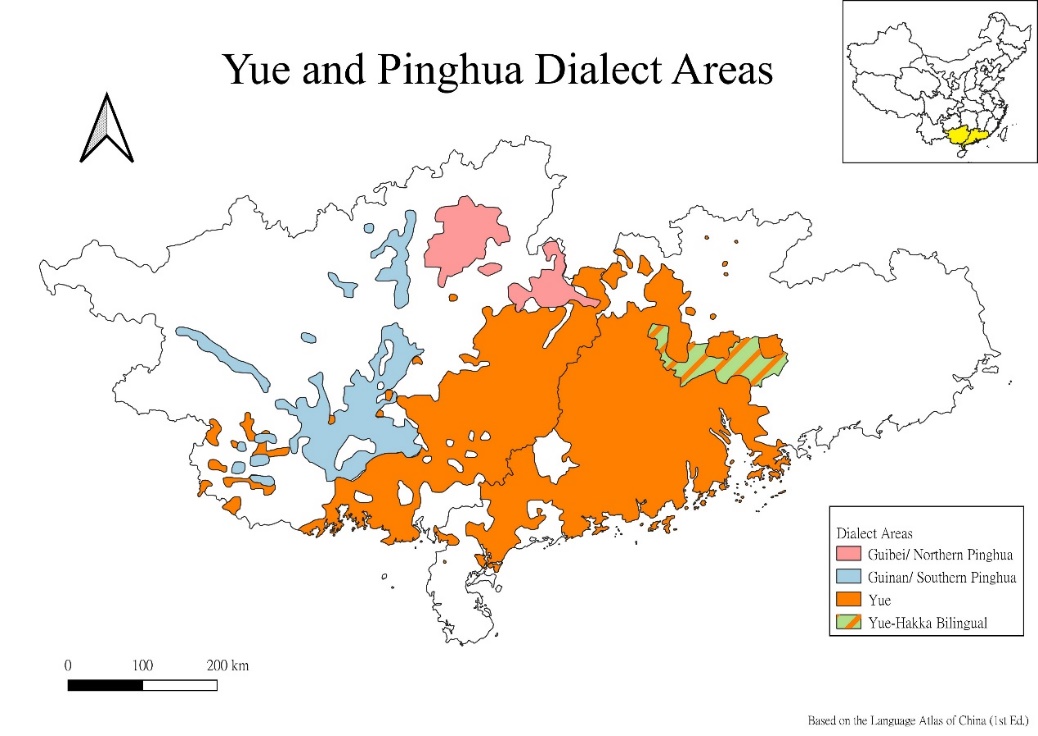 Yue and Pinghua Dialect Areas
Dialect Areas
Guibei/ Northern Pinghua
Guinan/ Southern Pinghua
Yue
Yue-Hakka Bilingual
0 100 200 km
Based on the Language Atlas of China (1st Ed.)